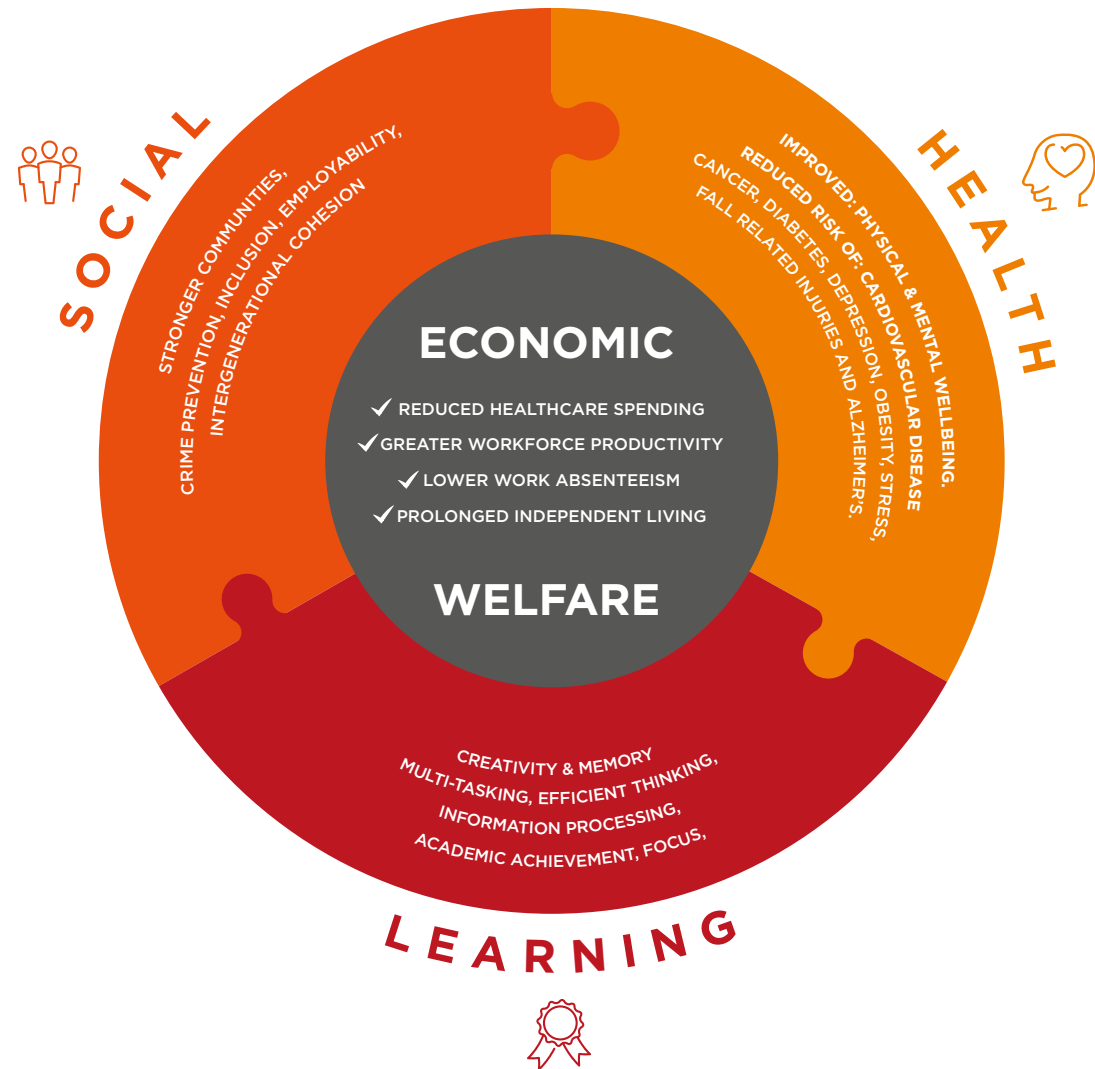 SOCIAL
STRONGER COMMUNITIES,
CRIME PREVENTION, INCLUSION, EMPLOYABILITY,
INTERGENERATIONAL COHESION
HEALTH
IMPROVED: PHYSICAL & MENTAL WELLBEING.
REDUCED RISK OF: CARDIOVASCULAR DISEASE
CANCER, DIABETES, DEPRESSION, OBESITY, STRESS,
FALL RELATED INJURIES AND ALZHEIMER'S.
ECONOMIC
REDUCED HEALTHCARE SPENDING
GREATER WORKFORCE PRODUCTIVITY
LOWER WORK ABSENTEEISM
PROLONGED INDEPENDENT LIVING
WELFARE
CREATIVITY & MEMORY
MULTI-TASKING, EFFICIENT THINKING,
INFORMATION PROCESSING,
ACADEMIC ACHIEVEMENT, FOCUS,
LEARNING